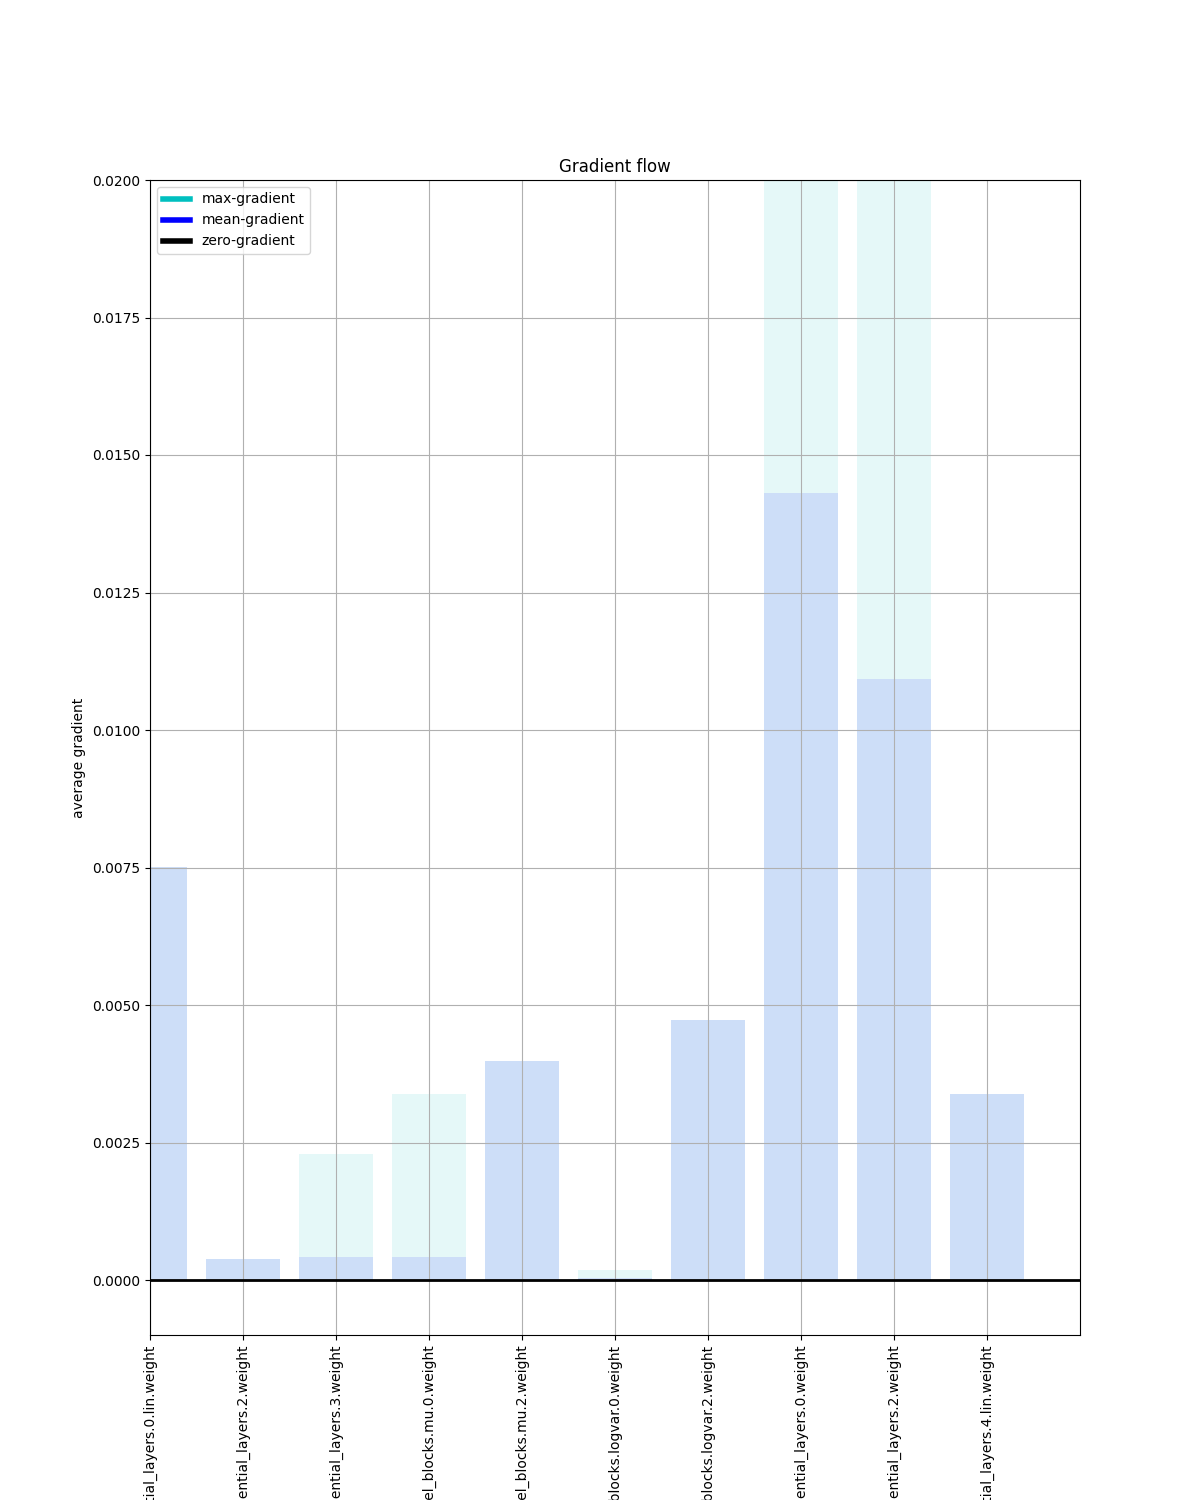 Gradient flow
max-gradient
mean-gradient
zero-gradient
0.0200
0.0175
0.0150
0.0125
0.0100
0.0075
0.0050
0.0025
0.0000
average gradient
tial_layers.0.lin.weight
ential_layers.2.weight
ential_layers.3.weight
el_blocks.mu.0.weight
el_blocks.mu.2.weight
blocks.logvar.0.weight
blocks.logvar.2.weight
ential_layers.0.weight
ential_layers.2.weight
tial_layers.4.lin.weight